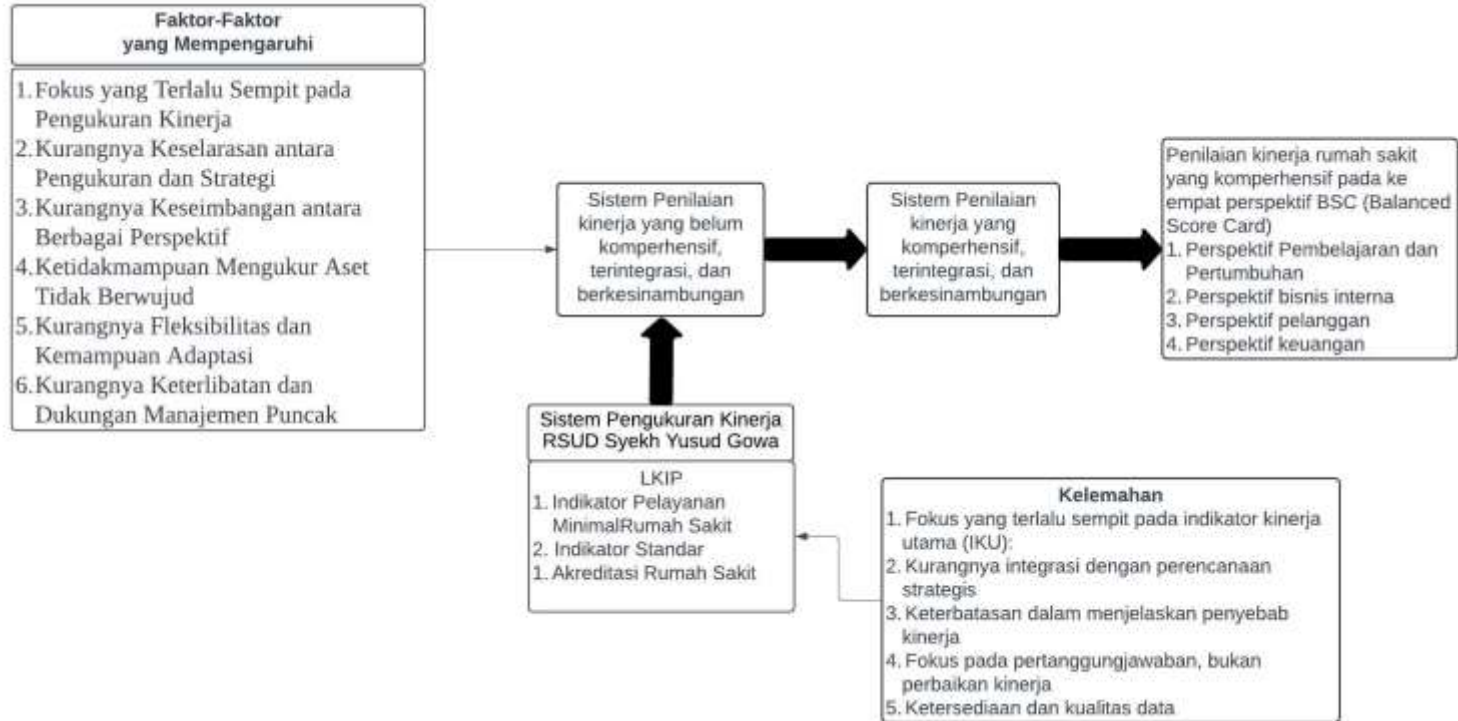 Faktor-Faktor
yang Mempengaruhi
1. Fokus yang Terlalu Sempit pada
Pengukuran Kinerja
2. Kurangnya Keselarasan antara
Pengukuran dan Strategi
3. Kurangnya Keseimbangan antara
Berbagai Perspektif
4. Ketidakmampuan Mengukur Aset
Tidak Berwujud
5. Kurangnya Fleksibilitas dan
Kemampuan Adaptasi
6. Kurangnya Keterlibatan dan
Dukungan Manajemen Puncak
Sistem Penilaian
kinerja yang belum
komperhensif,
terintegrasi, dan
berkesinambungan
Sistem Penilaian
kinerja yang
komperhensif,
terintegrasi, dan
berkesinambungan
Penilaian kinerja rumah sakit
yang komperhensif pada ke
empat perspektif BSC (Balanced
Score Card)
1. Perspektif Pembelajaran dan
Pertumbuhan
2. Perspektif bisnis interna
3. Perspektif pelanggan
4. Perspektif keuangan
Sistem Pengukuran Kinerja
RSUD Syekh Yusud Gowa
LKIP
1. Indikator Pelayanan
MinimalRumah Sakit
2. Indikator Standar
1. Akreditasi Rumah Sakit
Kelemahan
1. Fokus yang terlalu sempit pada indikator kinerja
utama (IKU):
2. Kurangnya integrasi dengan perencanaan
strategis
3. Keterbatasan dalam menjelaskan penyebab
kinerja
4. Fokus pada pertanggungjawaban, bukan
perbaikan kinerja
5. Ketersediaan dan kualitas data